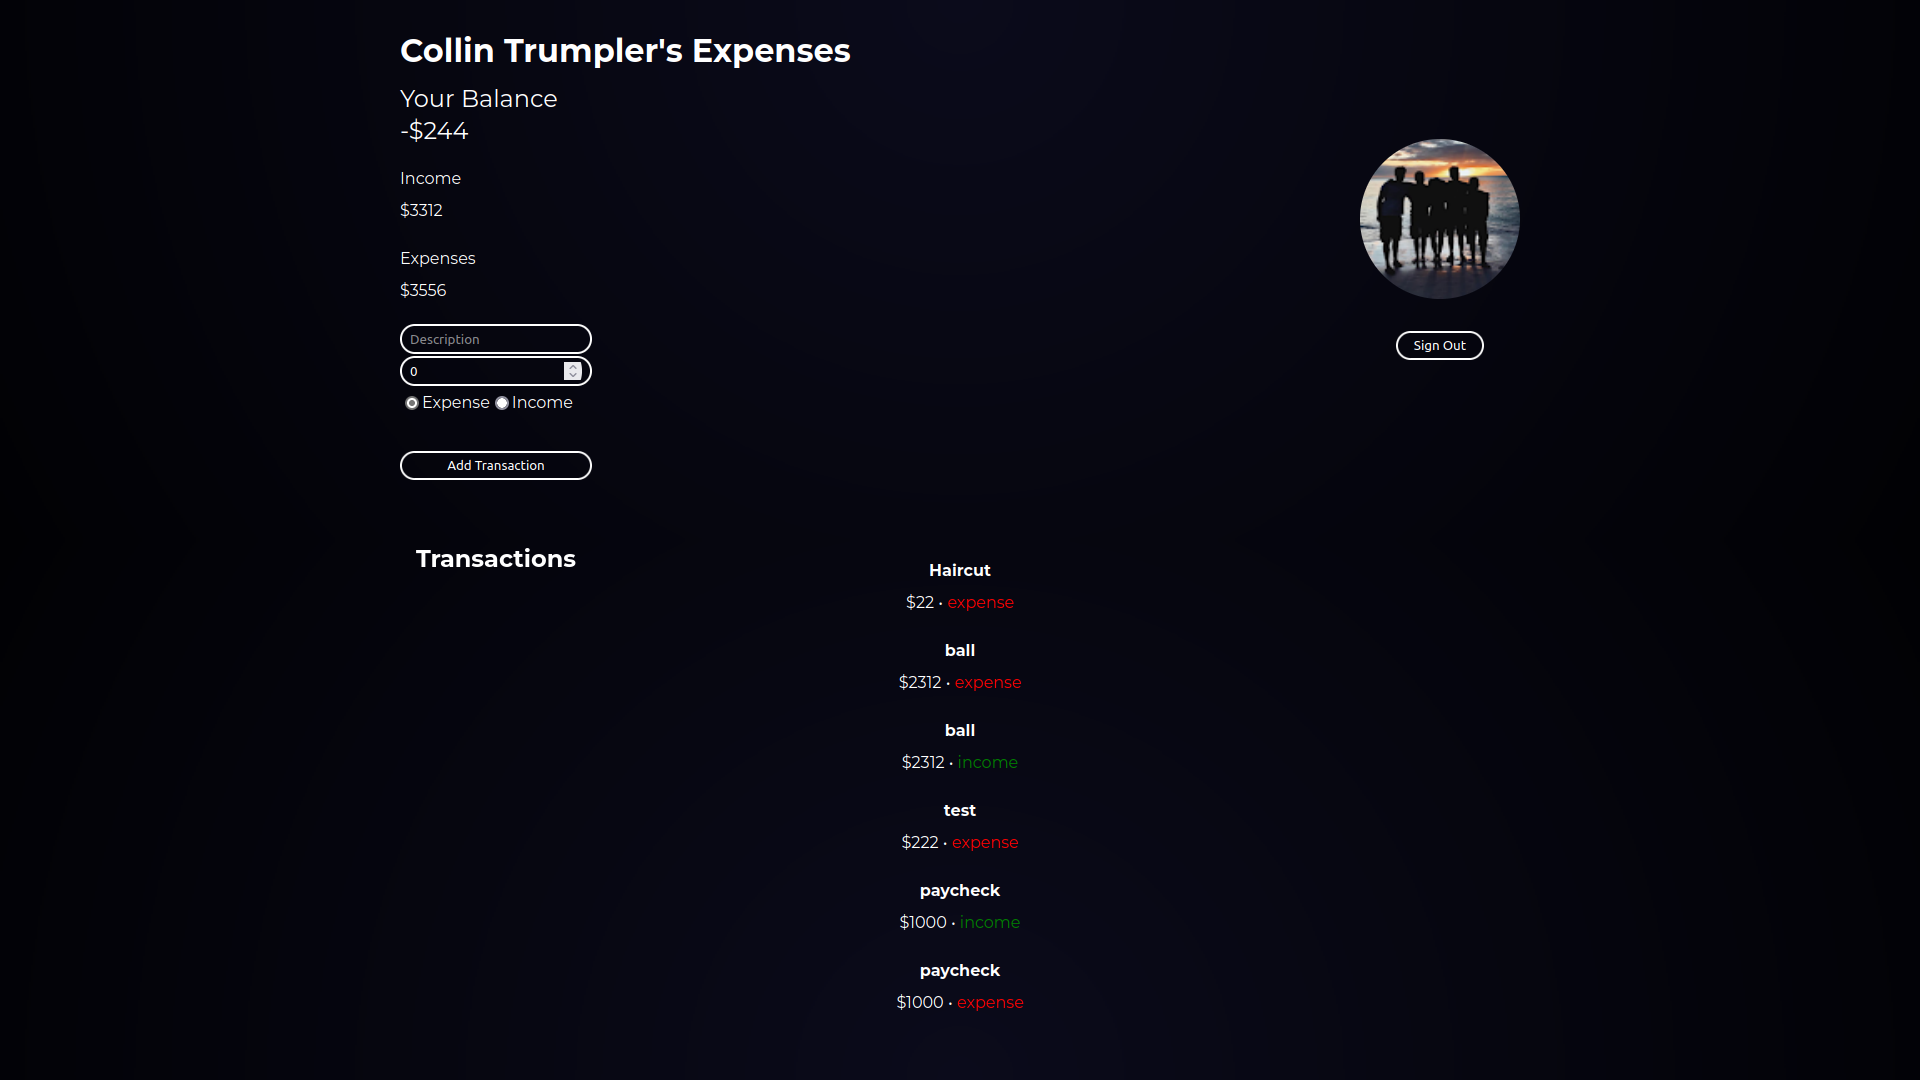 Collin Trumpler's Expenses
Your Balance
-$244
Income
$3312
Expenses
$3556
Description
0
Expense Income
Add Transaction
Sign Out
Transactions
Haircut
$22 • expense
ball
$2312 • expense
ball
$2312 • income
test
$222 • expense
paycheck
$1000 • income
paycheck
$1000 • expense